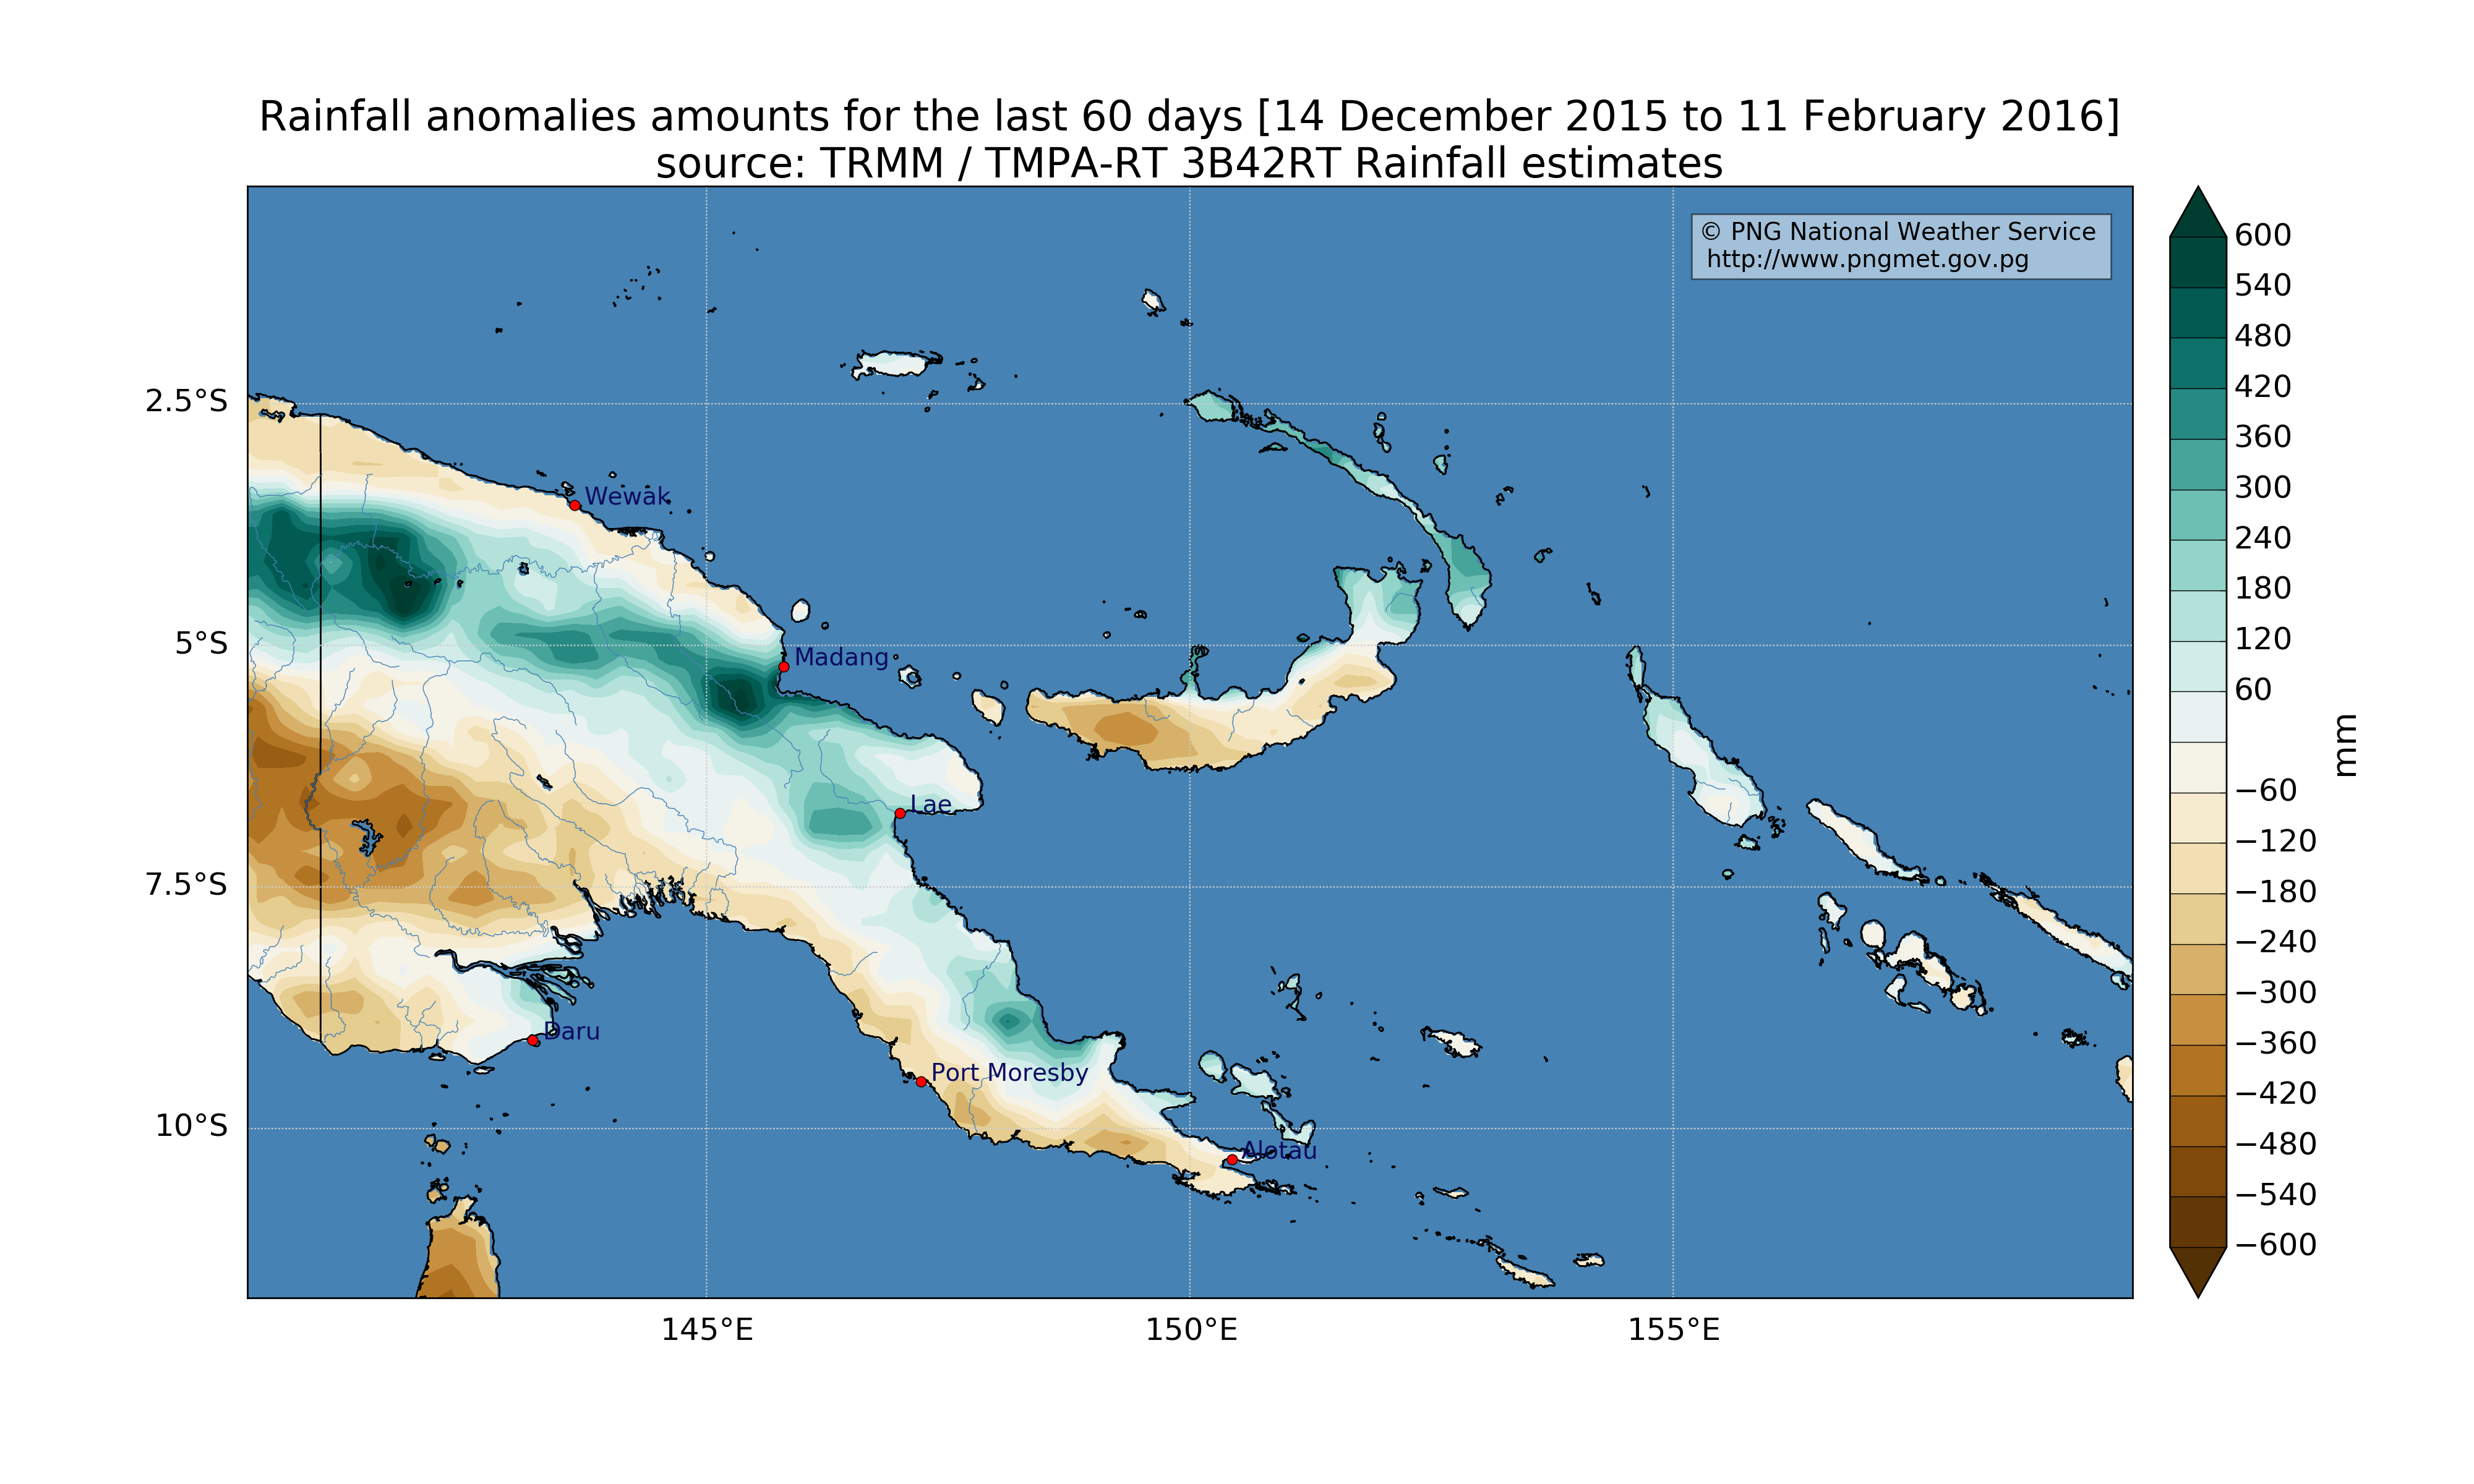 Rainfall anomalies amounts for the last 60 days [14 December 2015 to 11 February 2016]
source: TRMM / TMPA-RT 3B42RT Rainfall estimates
© PNG National Weather Service
http://www.pngmet.gov.pg
2.5°S
5°S
7.5°S
10°S
Wewak
Madang
Lae
Daru
Port Moresby
Alotau
145°E
150°E
155°E
600
540
480
420
360
300
240
180
120
60
−60
−120
−180
−240
−300
−360
−420
−480
−540
−600
mm